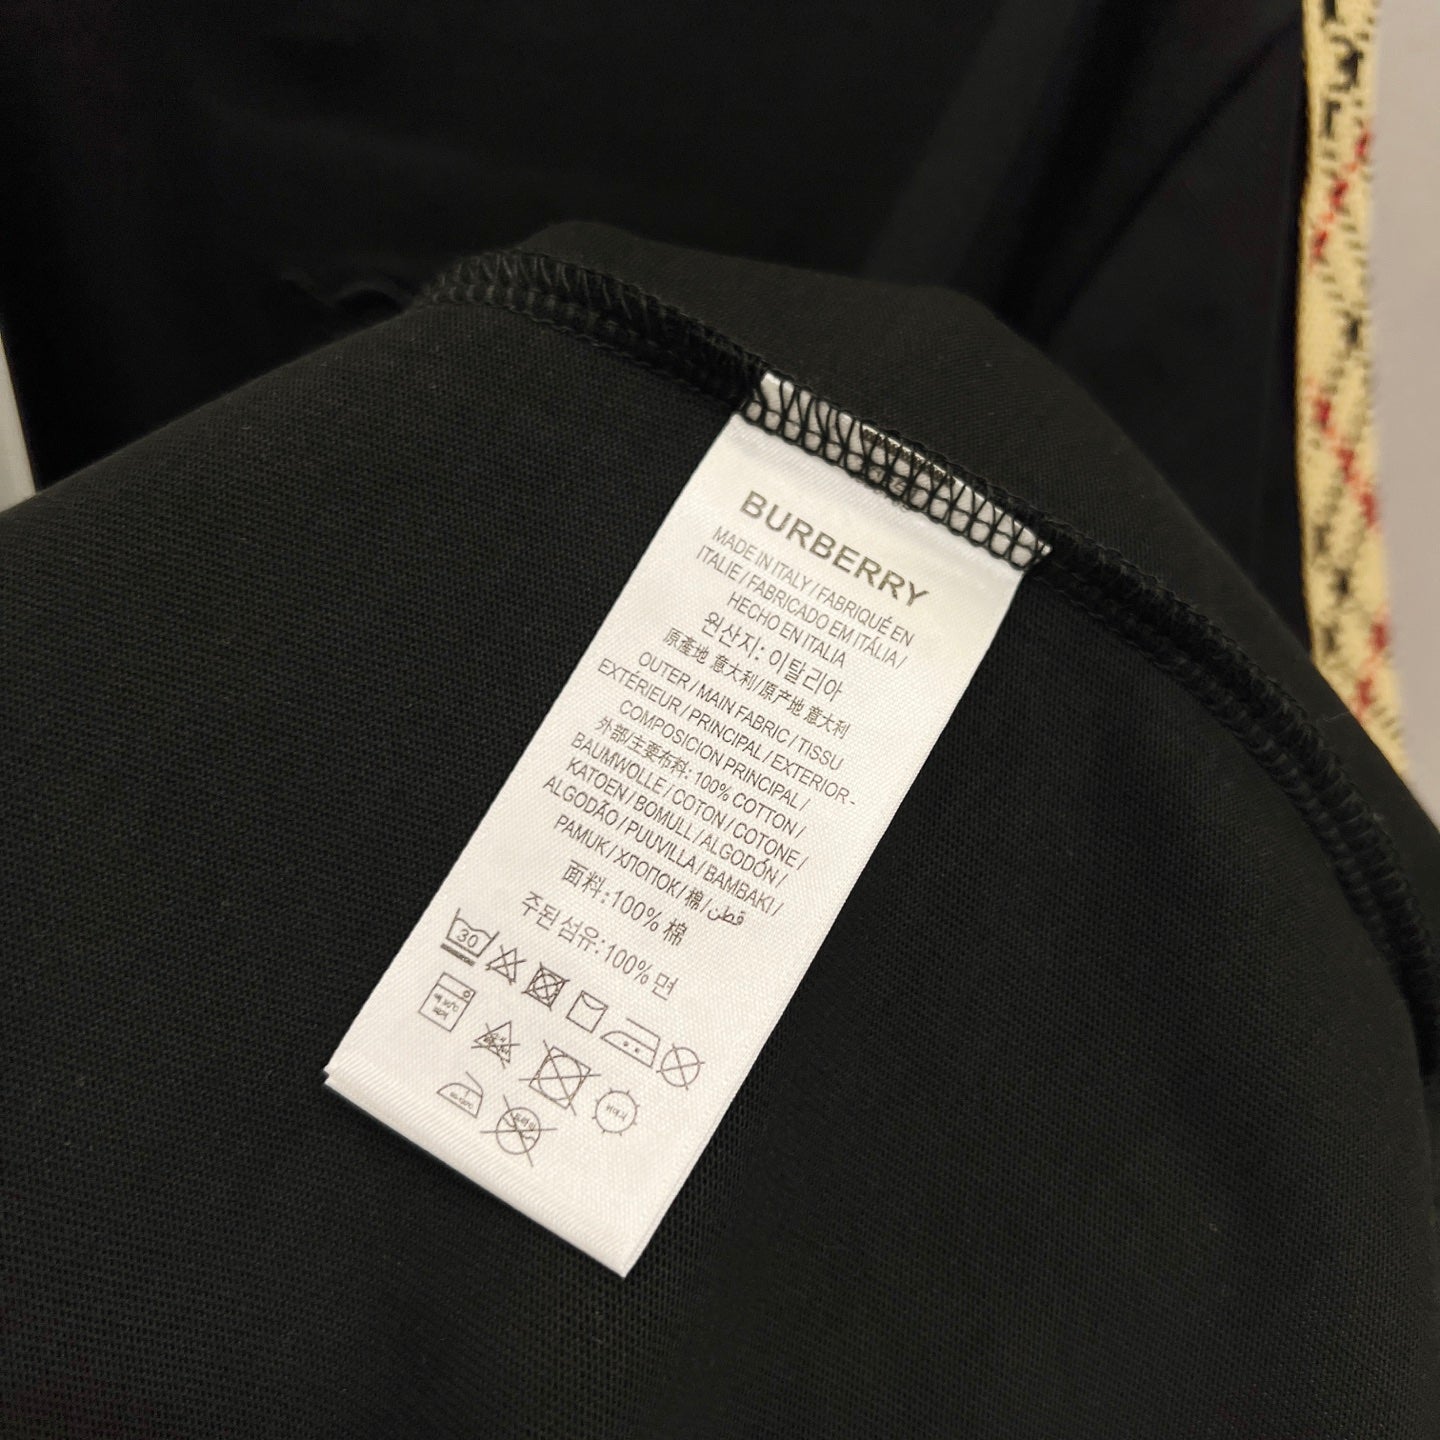 BURBERRY
MADE IN ITALY / FABRIQUÉ EN
ITALIE / FABRICADO EM ITÁLIA /
HECHO EN ITALIA
원산지: 이탈리아
原產地 意大利/原产地 意大利
OUTER / MAIN FABRIC / TISSU
EXTÉRIEUR / PRINCIPAL / EXTERIOR -
COMPOSICION PRINCIPAL /
外部/主要布料: 100% COTTON /
BAUMWOLLE / COTON / COTONE /
KATOEN / BOMULL / ALGODÓN /
ALGODÃO / PUUVILLA / BAMBAKI /
PAMUK / ХЛОПОК / 棉 / قطن
面料:100% 棉
주된 섬유:100% 면
30